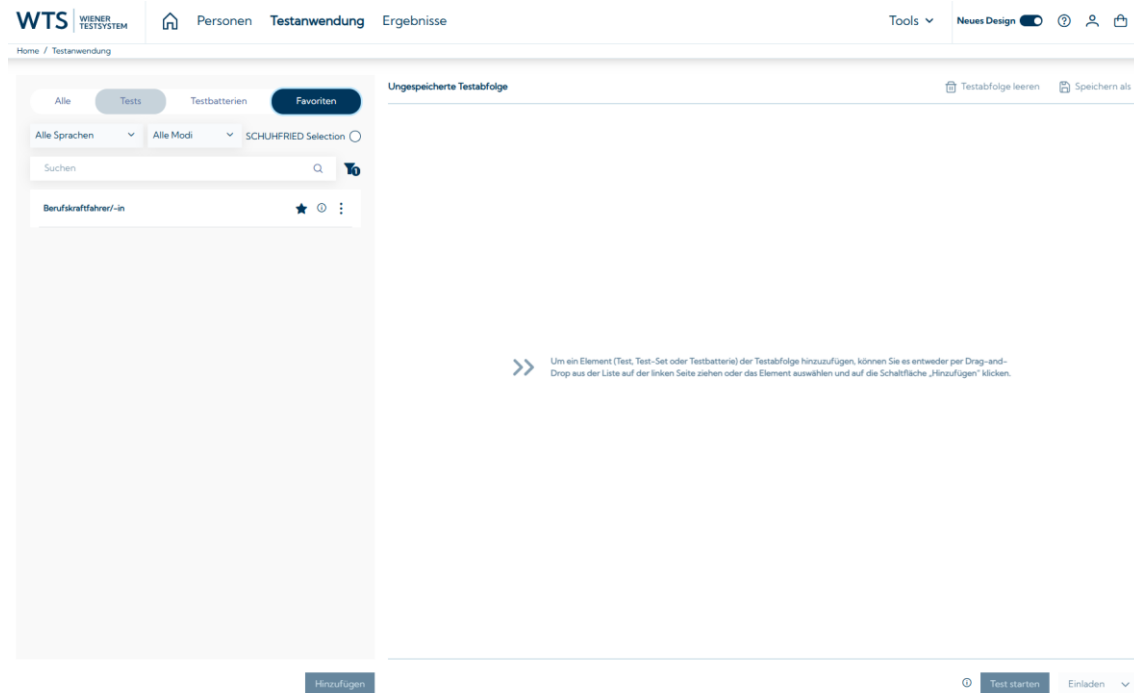 WTS WIENER TESTSYSTEM Personen Testanwendung Ergebnisse Tools Neues Design
Home / Testanwendung
Ungespeicherte Testabfolge Testabfolge leeren Speichern als
Alle Tests Testbatterien Favoriten
Alle Sprachen Alle Modi SCHUHFRIED Selection
Suchen 1
Berufskraftfahrer/-in
Um ein Element (Test, Test-Set oder Testbatterie) der Testabfolge hinzuzufügen, können Sie es entweder per Drag-and-
Drop aus der Liste auf der linken Seite ziehen oder das Element auswählen und auf die Schaltfläche „Hinzufügen" klicken.
Hinzufügen Test starten Einladen